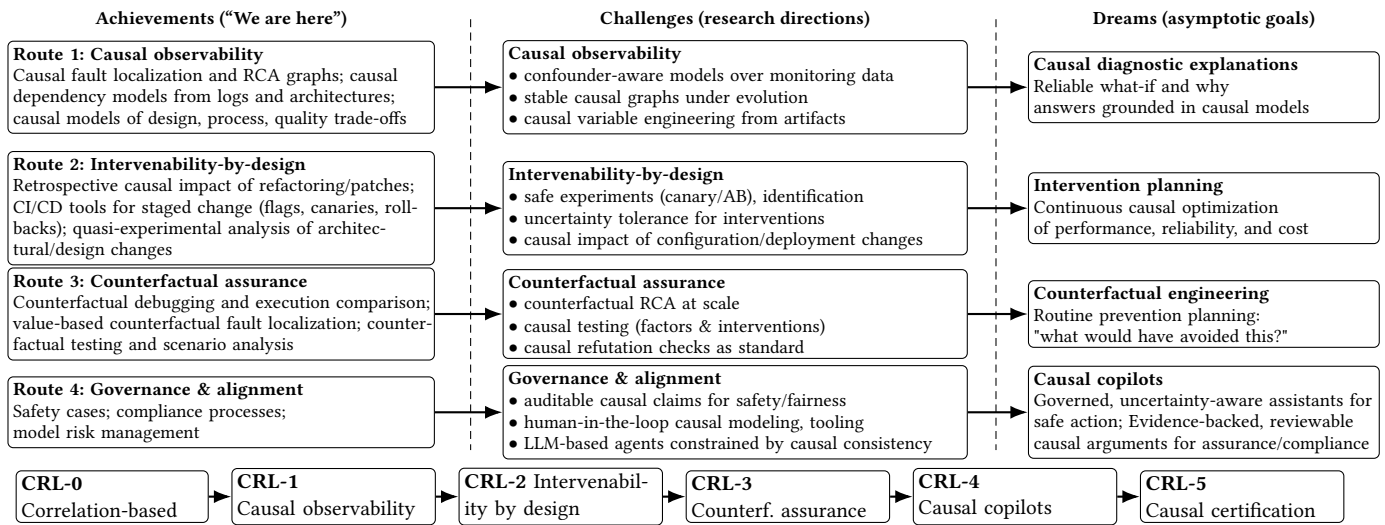 Achievements (“We are here”)
Challenges (research directions)
Dreams (asymptotic goals)
Route 1: Causal observability
Causal fault localization and RCA graphs; causal
dependency models from logs and architectures;
causal models of design, process, quality trade-offs
Causal observability
● confounder-aware models over monitoring data
● stable causal graphs under evolution
● causal variable engineering from artifacts
Causal diagnostic explanations
Reliable what-if and why
answers grounded in causal models
Route 2: Intervenability-by-design
Retrospective causal impact of refactoring/patches;
CI/CD tools for staged change (flags, canaries, roll-
backs); quasi-experimental analysis of architec-
tural/design changes
Intervenability-by-design
● safe experiments (canary/AB), identification
● uncertainty tolerance for interventions
● causal impact of configuration/deployment changes
Intervention planning
Continuous causal optimization
of performance, reliability, and cost
Route 3: Counterfactual assurance
Counterfactual debugging and execution comparison;
value-based counterfactual fault localization; counter-
factual testing and scenario analysis
Counterfactual assurance
● counterfactual RCA at scale
● causal testing (factors & interventions)
● causal refutation checks as standard
Counterfactual engineering
Routine prevention planning:
"what would have avoided this?"
Route 4: Governance & alignment
Safety cases; compliance processes;
model risk management
Governance & alignment
● auditable causal claims for safety/fairness
● human-in-the-loop causal modeling, tooling
● LLM-based agents constrained by causal consistency
Causal copilots
Governed, uncertainty-aware assistants for
safe action; Evidence-backed, reviewable
causal arguments for assurance/compliance
CRL-0
Correlation-based
CRL-1
Causal observability
CRL-2 Intervenabil-
ity by design
CRL-3
Counterf. assurance
CRL-4
Causal copilots
CRL-5
Causal certification